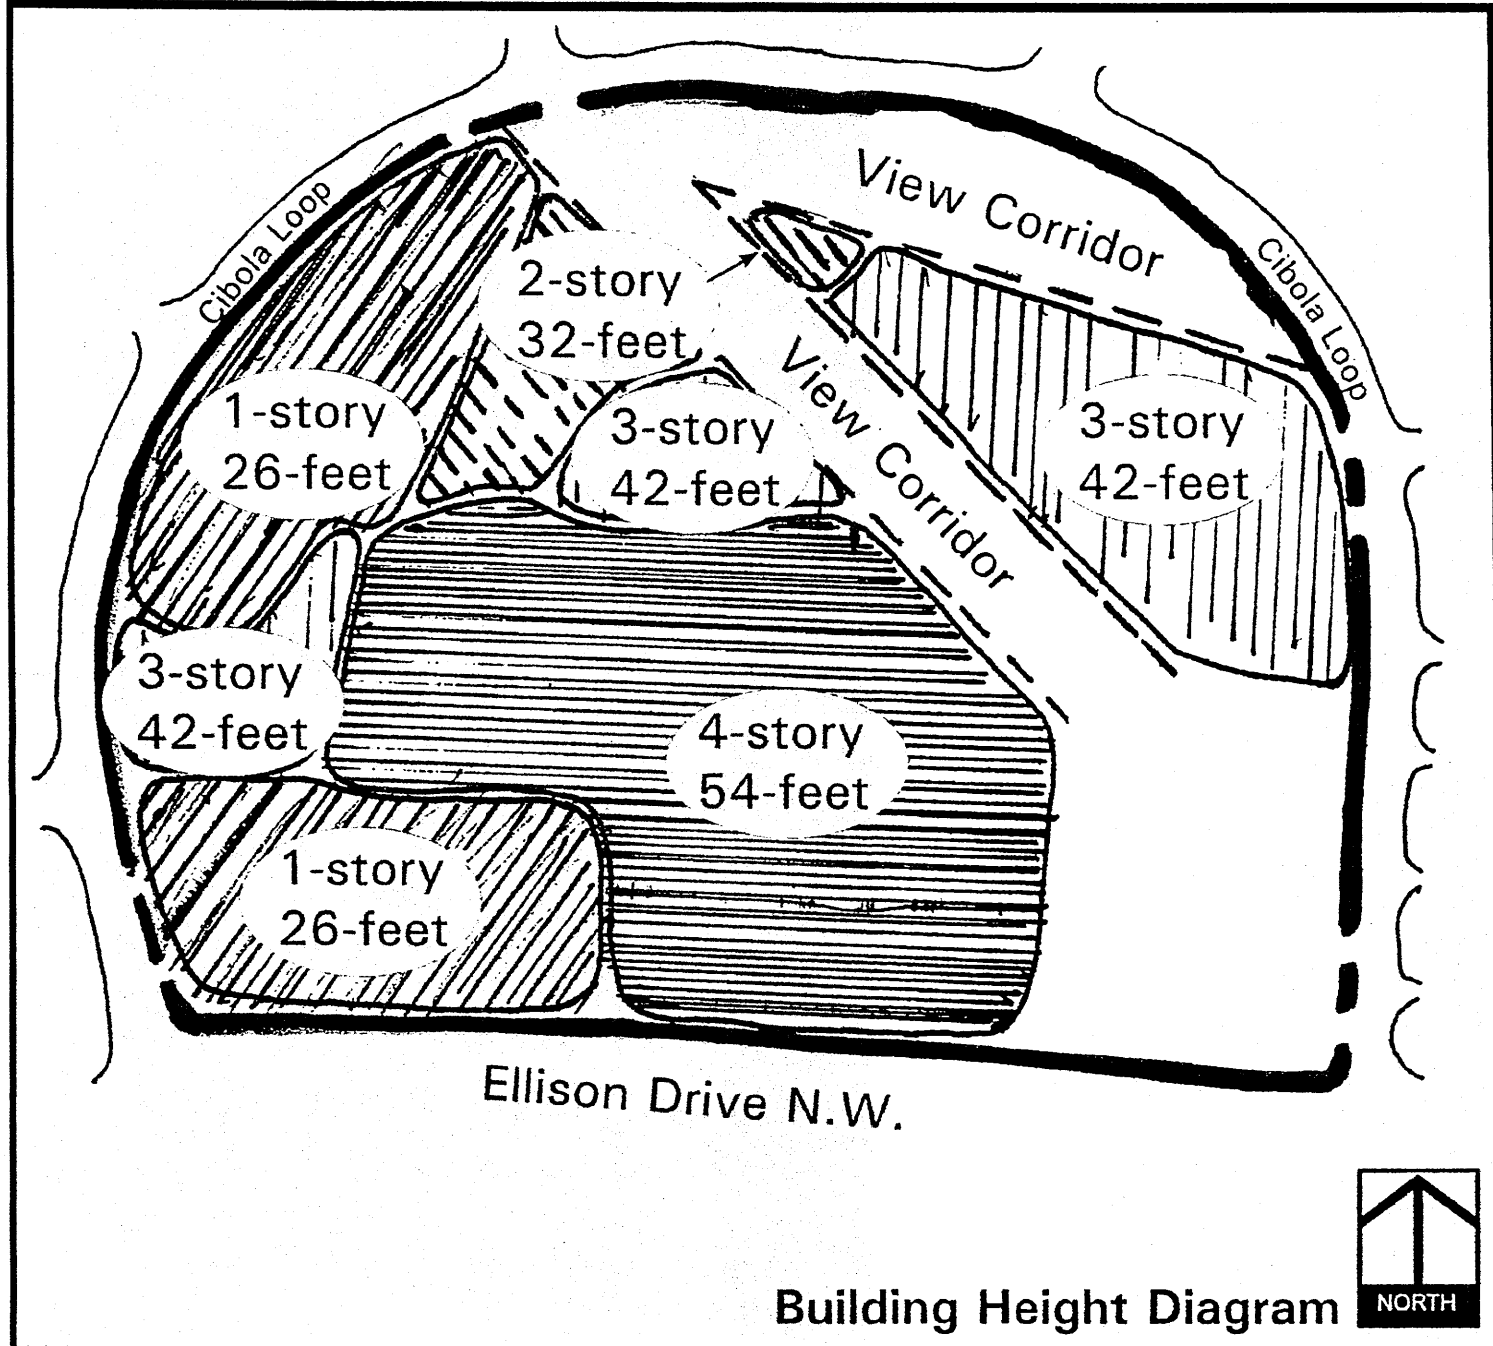 Cibola Loop
View Corridor
Cibola Loop
2-story
32-feet
View Corridor
1-story
26-feet
3-story
42-feet
3-story
42-feet
3-story
42-feet
4-story
54-feet
1-story
26-feet
Ellison Drive N.W.
Building Height Diagram
NORTH